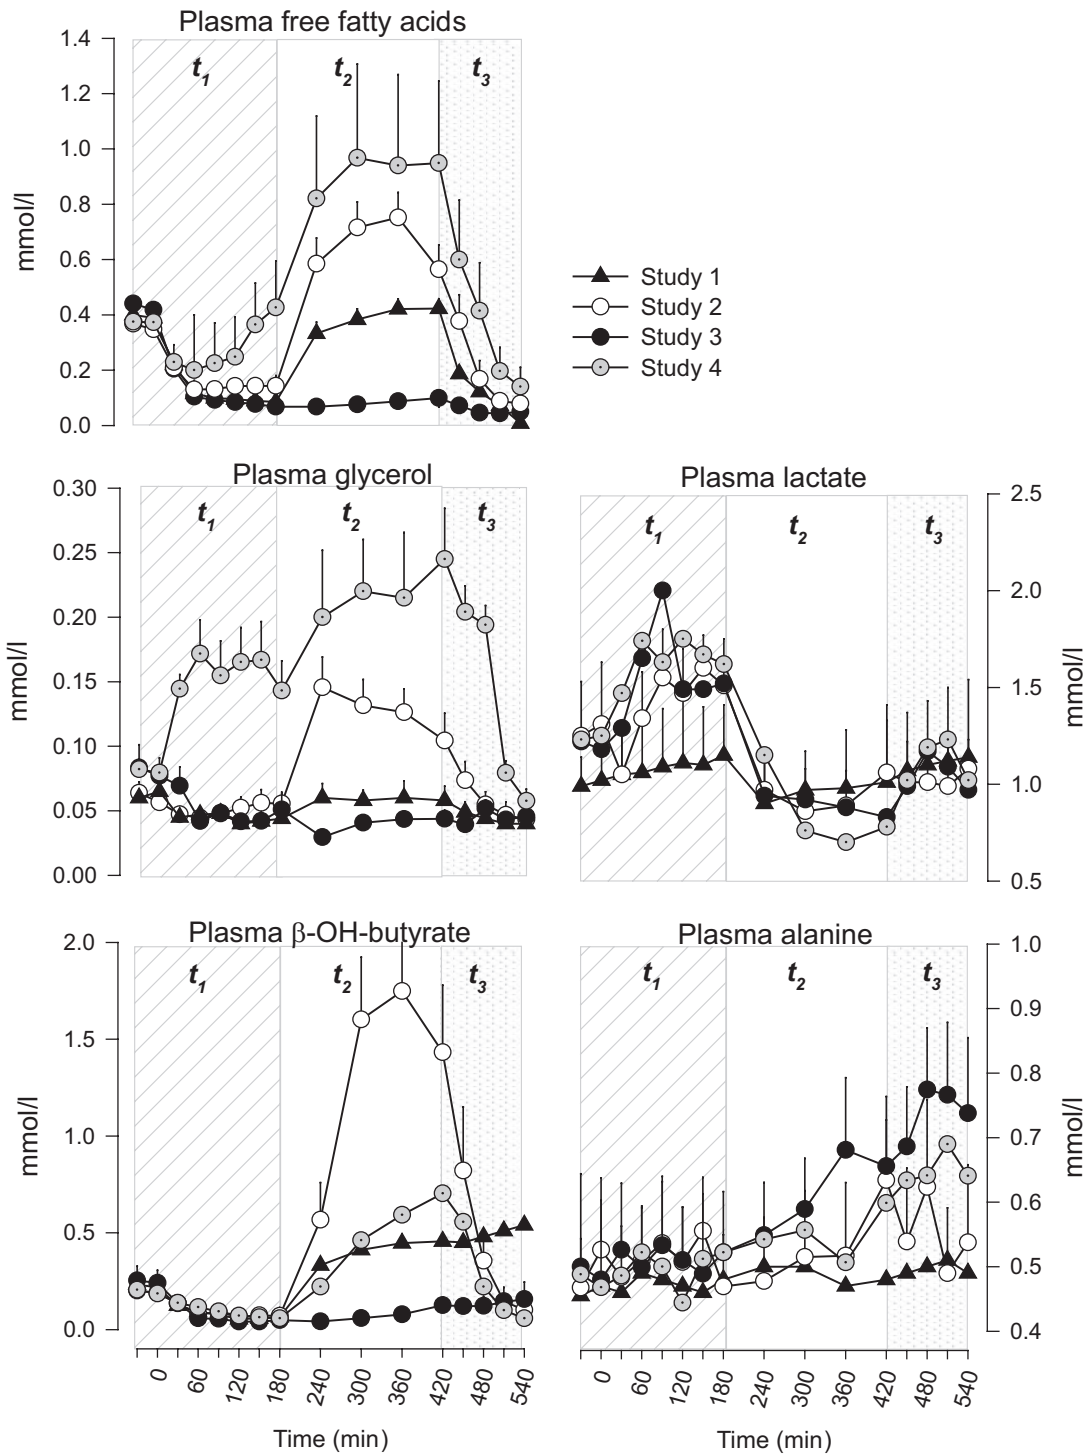 Plasma free fatty acids
1.4
1.2
1.0
0.8
0.6
0.4
0.2
0.0
mmol/l
t1
t2
t3
Study 1
Study 2
Study 3
Study 4
Plasma glycerol
0.30
0.25
0.20
0.15
0.10
0.05
0.00
mmol/l
t1
t2
t3
Plasma lactate
2.5
2.0
1.5
1.0
0.5
mmol/l
t1
t2
t3
Plasma β-OH-butyrate
2.0
1.5
1.0
0.5
0.0
mmol/l
t1
t2
t3
0 60 120 180 240 300 360 420 480 540
Time (min)
Plasma alanine
1.0
0.9
0.8
0.7
0.6
0.5
0.4
mmol/l
t1
t2
t3
0 60 120 180 240 300 360 420 480 540
Time (min)